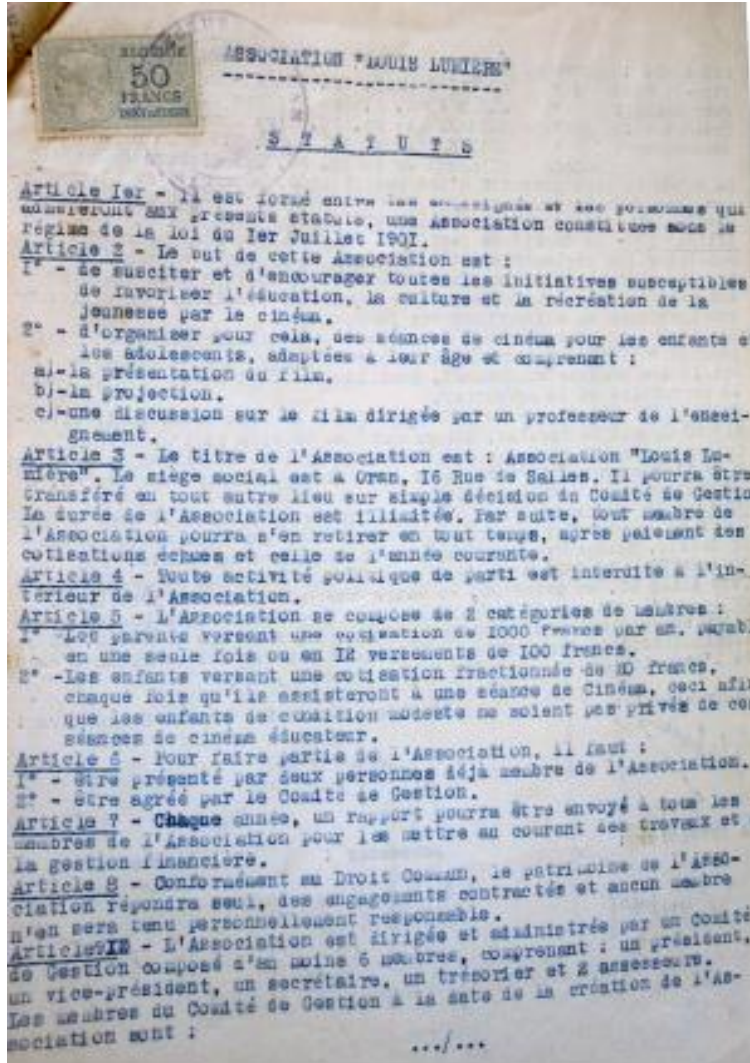 50
FRANCS
ASSOCIATION "LOUIS LUMIERE"
S T A T U T S
Article Ier - Il est formé entre les soussignés et les personnes qui
adhèreront aux présents statuts, une Association constituée sous le
régime de la loi du Ier Juillet I90I.
Article 2 - Le but de cette Association est :
I° - de susciter et d'encourager toutes les initiatives susceptibles
de favoriser l'éducation, la culture et la récréation de la
jeunesse par le cinéma.
2° - d'organiser pour cela, des séances de cinéma pour les enfants e
les adolescents, adaptées à leur âge et comprenant :
a)-la présentation du film.
b)-la projection.
c)-une discussion sur le film dirigée par un professeur de l'ensei-
gnement.
Article 3 - Le titre de l'Association est : Association "Louis Lu-
mière". Le siège social est à Oran, I6 Rue de Salles. Il pourra être
transféré en tout autre lieu sur simple décision du Comité de Gestio
La durée de l'Association est illimitée. Par suite, tout membre de
l'Association pourra s'en retirer en tout temps, après paiement des
cotisations échues et celle de l'année courante.
Article 4 - Toute activité politique de parti est interdite à l'in-
térieur de l'Association.
Article 5 - L'Association se compose de 2 catégories de membres :
I° -Les parents versant une cotisation de I000 francs par an, payabl
en une seule fois ou en I2 versements de I00 francs.
2° -Les enfants versant une cotisation fractionnée de francs,
chaque fois qu'ils assisteront à une séance de Cinéma, ceci afi
que les enfants de condition modeste ne soient pas privés de ce
séances de cinéma éducateur.
Article 6 - Pour faire partie de l'Association, il faut :
I° - être présenté par deux personnes déjà membre de l'Association.
2° - être agréé par le Comité de Gestion.
Article 7 - Chaque année, un rapport pourra être envoyé à tous les
membres de l'Association pour les mettre au courant des travaux et
la gestion financière.
Article 8 - Conformément au Droit Commun, le patrimoine de l'Asso-
ciation répondra seul, des engagements contractés et aucun membre
n'en sera tenu personnellement responsable.
Article - L'Association est dirigée et administrée par un Comité
de Gestion composé d'au moins 6 membres, comprenant : un président,
un vice-président, un secrétaire, un trésorier et 2 assesseurs.
Les membres du Comité de Gestion à la date de la création de l'As-
sociation sont :
.../...